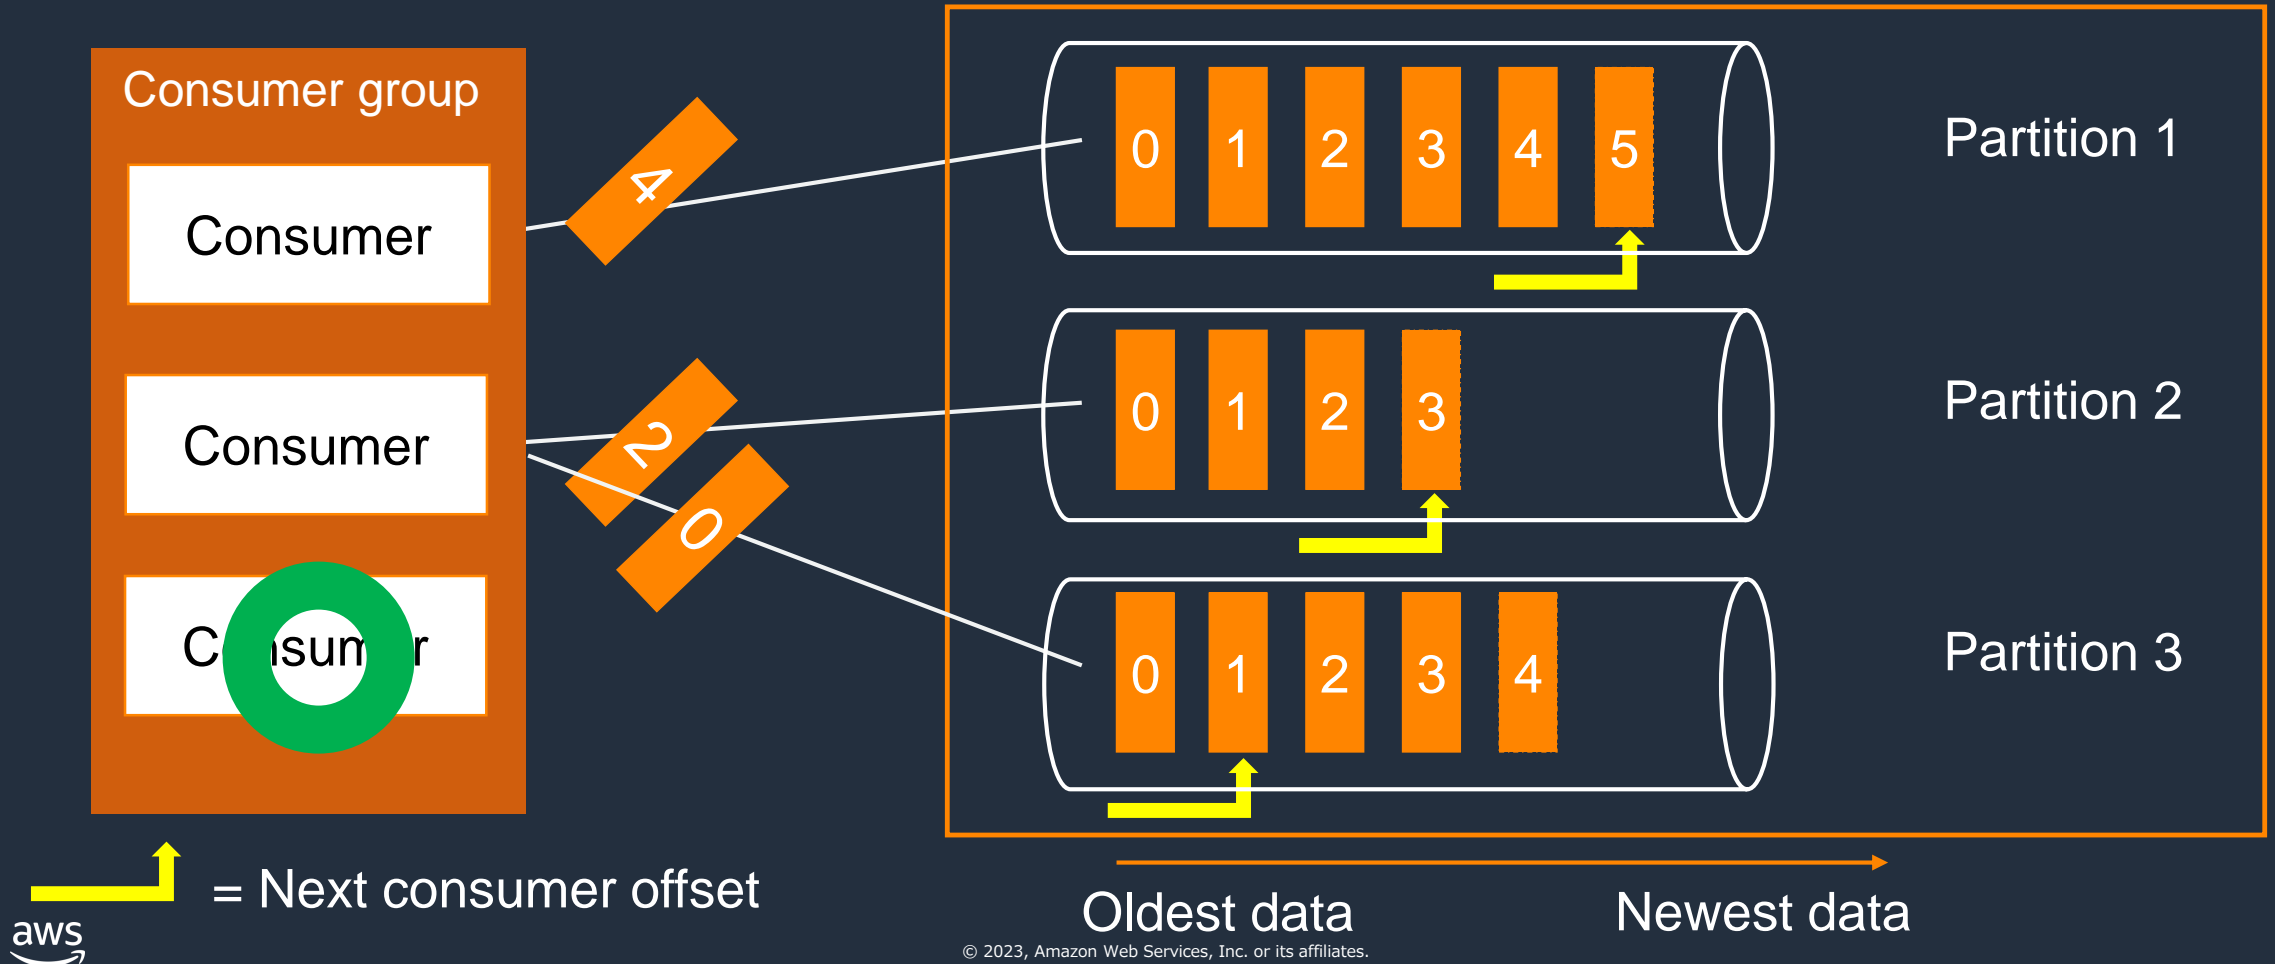 Consumer group
Consumer
Consumer
4
2
0
0 1 2 3 4 5
Partition 1
0 1 2 3
Partition 2
0 1 2 3 4
Partition 3
= Next consumer offset
Oldest data
Newest data
aws
© 2023, Amazon Web Services, Inc. or its affiliates.